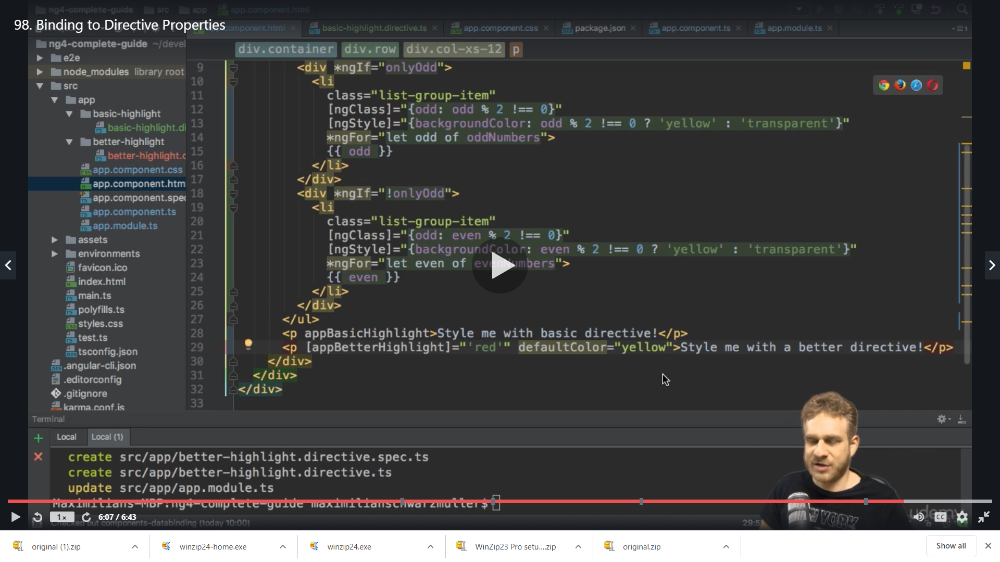 ng4-complete-guide src app app.component.html
98. Binding to Directive Properties
component.html basic-highlight.directive.ts app.component.css package.json app.component.ts app.module.ts
ng4-complete-guide ~/devel
div.container div.row div.col-xs-12 p
e2e
node_modules library root
src
app
basic-highlight
basic-highlight.di
better-highlight
better-highlight.d
app.component.css
app.component.htm
app.component.spec
app.component.ts
app.module.ts
assets
environments
favicon.ico
index.html
main.ts
polyfills.ts
styles.css
test.ts
tsconfig.json
.angular-cli.json
.editorconfig
.gitignore
karma.conf.js
9 <div *ngIf="onlyOdd">
10 <li
11 class="list-group-item"
12 [ngClass]="{odd: odd % 2 !== 0}"
13 [ngStyle]="{backgroundColor: odd % 2 !== 0 ? 'yellow' : 'transparent'}"
14 *ngFor="let odd of oddNumbers">
15 {{ odd }}
16 </li>
17 </div>
18 <div *ngIf="!onlyOdd">
19 <li
20 class="list-group-item"
21 [ngClass]="{odd: even % 2 !== 0}"
22 [ngStyle]="{backgroundColor: even % 2 !== 0 ? 'yellow' : 'transparent'}"
23 *ngFor="let even of evenNumbers">
24 {{ even }}
25 </li>
26 </div>
27 </ul>
28 <p appBasicHighlight>Style me with basic directive!</p>
29 <p [appBetterHighlight]="'red'" defaultColor="yellow">Style me with a better directive!</p>
30 </div>
31 </div>
32 </div>
33
Terminal
Local Local (1)
create src/app/better-highlight.directive.spec.ts
create src/app/better-highlight.directive.ts
update src/app/app.module.ts
Maximilians-MBP:ng4-complete-guide maximilianschwarzmuller$
1x 6:07 / 6:43
Checked out components-databinding (today 10:00)
udemy
YORK
CC
original (1).zip winzip24-home.exe winzip24.exe WinZip23 Pro setu....zip original.zip Show all